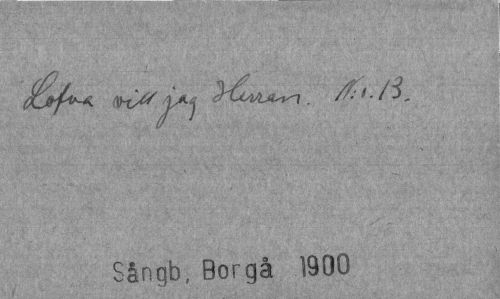 Lofva vill jag Herran. N:o. 13.
Sångb, Borgå 1900